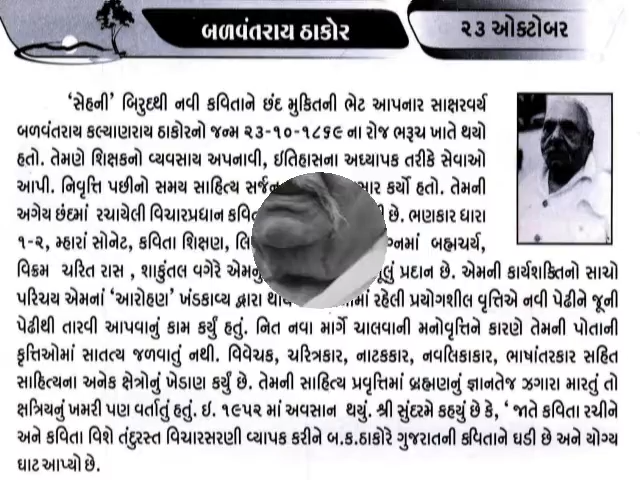 બળવંતરાય ઠાકોર
૨૩ ઓક્ટોબર
‘સેહની’ બિરુદથી નવી કવિતાને છંદ મુક્તિની ભેટ આપનાર સાક્ષરવર્ય
બળવંતરાય કલ્યાણરાય ઠાકોરનો જન્મ ૨૩-૧૦-૧૮૬૯ ના રોજ ભરૂચ ખાતે થયો
હતો. તેમણે શિક્ષકનો વ્યવસાય અપનાવી, ઈતિહાસના અધ્યાપક તરીકે સેવાઓ
આપી. નિવૃત્તિ પછીનો સમય સાહિત્ય કર્યો હતો. તેમની
અગેય છંદમાં રચાયેલી વિચારપ્રધાન છે. ભણકાર ધારા
૧-૨, મ્હારાં સોનેટ, કવિતા શિક્ષણ, બ્રહ્મચર્ય,
વિક્રમ ચરિત રાસ , શાકુંતલ વગેરે પ્રદાન છે. એમની કાર્યશક્તિનો સાચો
પરિચય એમનાં ‘આરોહણ’ ખંડકાવ્ય દ્વારા રહેલી પ્રયોગશીલ વૃત્તિએ નવી પેઢીને જૂની
પેઢીથી તારવી આપવાનું કામ કર્યું હતું. નિત નવા માર્ગે ચાલવાની મનોવૃત્તિને કારણે તેમની પોતાની
કૃત્તિઓમાં સાતત્ય જળવાતું નથી. વિવેચક, ચરિત્રકાર, નાટકકાર, નવલિકાકાર, ભાષાંતરકાર સહિત
સાહિત્યના અનેક ક્ષેત્રોનું ખેડાણ કર્યું છે. તેમની સાહિત્ય પ્રવૃત્તિમાં બ્રાહ્મણનું જ્ઞાનતેજ ઝગારા મારતું તો
ક્ષત્રિયનું ખમરી પણ વર્તાતું હતું. ઇ. ૧૯૫૨ માં અવસાન થયું. શ્રી સુંદરમે કહ્યું છે કે, ‘ જાતે કવિતા રચીને
અને કવિતા વિશે તંદુરસ્ત વિચારસરણી વ્યાપક કરીને બ.ક.ઠાકોરે ગુજરાતની કવિતાને ઘડી છે અને યોગ્ય
ઘાટ આપ્યો છે.